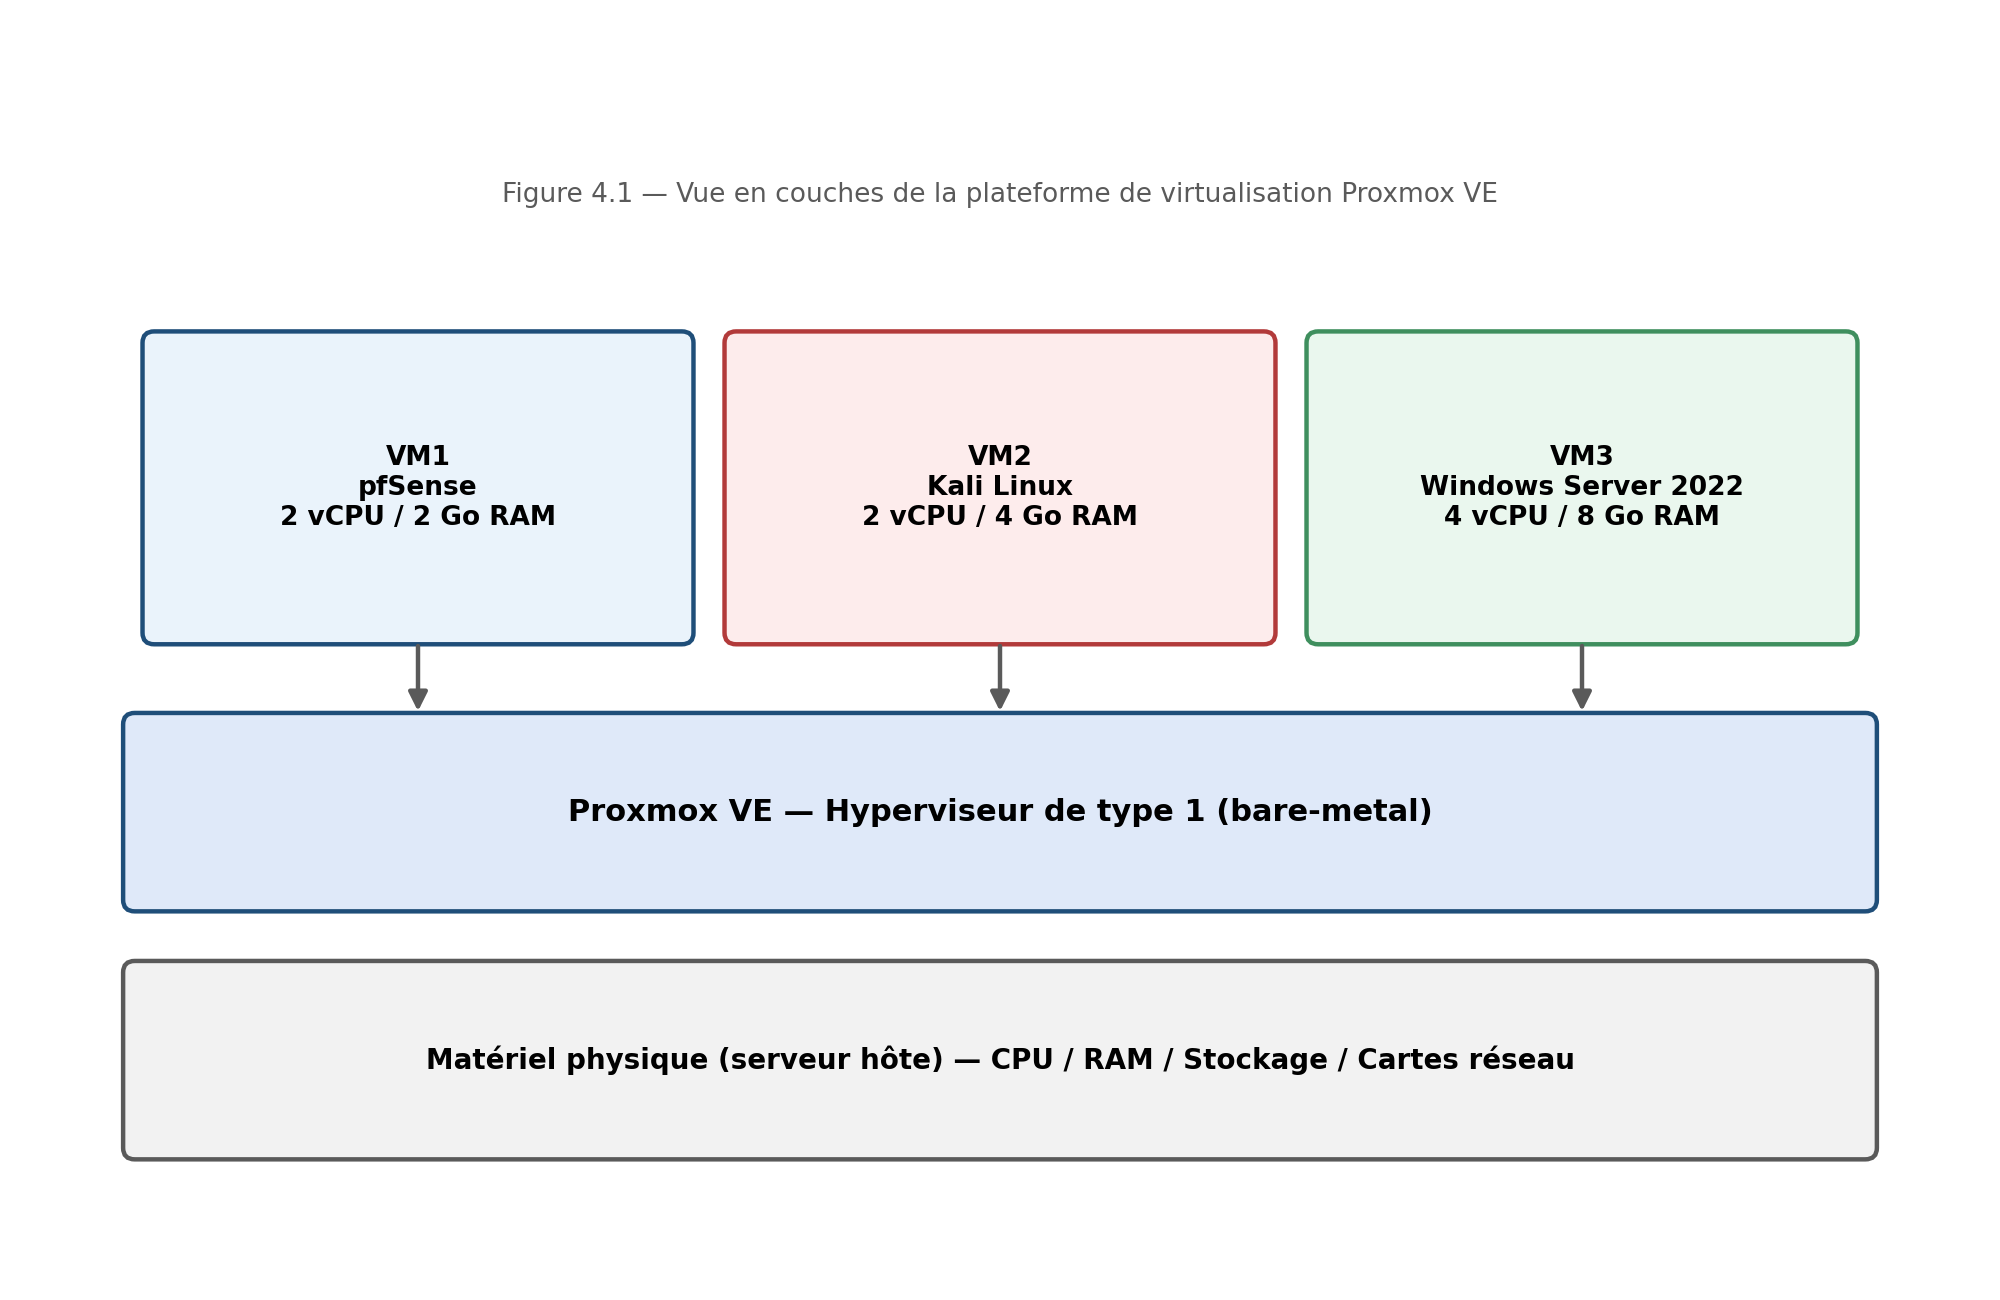 Figure 4.1 — Vue en couches de la plateforme de virtualisation Proxmox VE
VM1
pfSense
2 vCPU / 2 Go RAM
VM2
Kali Linux
2 vCPU / 4 Go RAM
VM3
Windows Server 2022
4 vCPU / 8 Go RAM
Proxmox VE — Hyperviseur de type 1 (bare-metal)
Matériel physique (serveur hôte) — CPU / RAM / Stockage / Cartes réseau